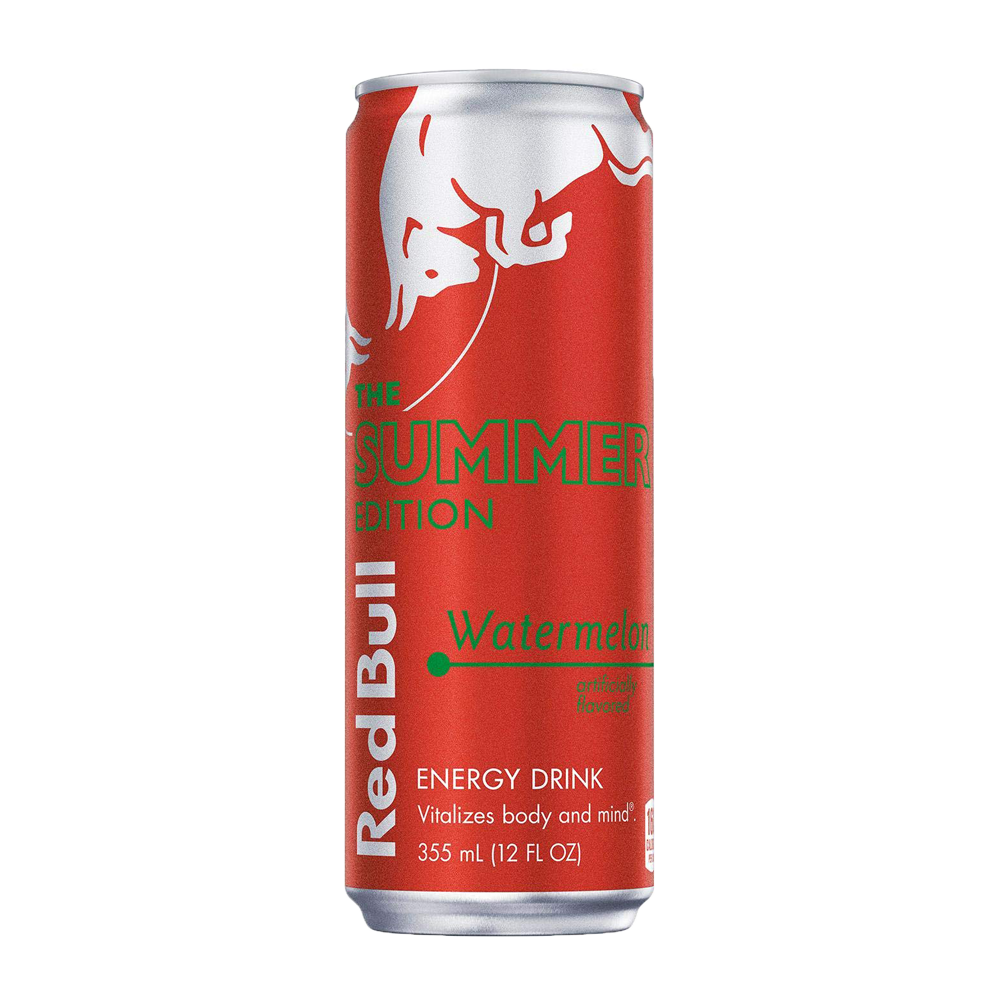 THE
SUMMER
EDITION
Red Bull
Watermelon
artificially
flavored
ENERGY DRINK
Vitalizes body and mind®.
355 mL (12 FL OZ)